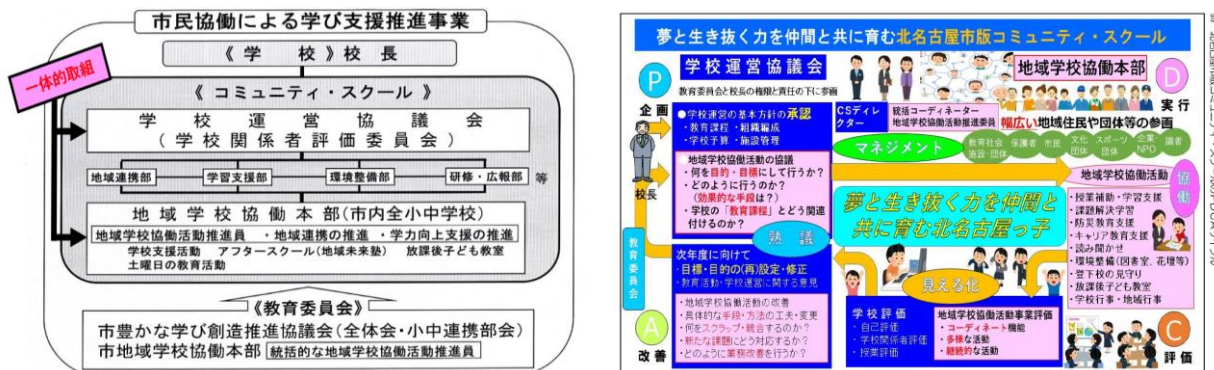 市民協働による学び支援推進事業
《 学 校 》 校 長
一体的取組
《 コミュニティ・スクール 》
学 校 運 営 協 議 会
( 学 校 関 係 者 評 価 委 員 会 )
地域連携部 学習支援部 環境整備部 研修・広報部 等
地 域 学 校 協 働 本 部 (市内全小中学校)
地域学校協働活動推進員 ・地域連携の推進 ・学力向上支援の推進
学校支援活動 アフタースクール(地域未来塾) 放課後子ども教室
土曜日の教育活動
《教育委員会》
市豊かな学び創造推進協議会(全体会・小中連携部会)
市地域学校協働本部 統括的な地域学校協働活動推進員
夢と生き抜く力を仲間と共に育む北名古屋市版コミュニティ・スクール
P
企画
学校運営協議会
教育委員会と校長の権限と責任の下に参画
●学校運営の基本方針の承認
・教育課程 ・組織編成
・学校予算 ・施設管理
●地域学校協働活動の協議
・何を目的・目標にして行うか?
・どのように行うのか?
(効果的な手段は?)
・学校の「教育課程」とどう関連
付けるのか?
校長
教育委員会
熟議
地域学校協働本部
D
実行
CSディレクター
統括コーディネーター
地域学校協働活動推進委員
幅広い地域住民や団体等の参画
マネジメント
教育社会施設・団体
保護者
市民
文化団体
スポーツ団体
企業・NPO
識者
夢と生き抜く力を仲間と
共に育む北名古屋っ子
地域学校協働活動
協働
・授業補助・学習支援
・課題解決学習
・防災教育支援
・キャリア教育支援
・読み聞かせ
・環境整備(図書室、花壇等)
・登下校の見守り
・放課後子ども教室
・学校行事・地域行事
見える化
次年度に向けて
・目標・目的の(再)設定・修正
・教育活動・学校運営に関する意見
・地域学校協働活動の改善
・具体的な手段・方法の工夫・変更
・何をスクラップ・統合するのか?
・新たな課題にどう対応するか?
・どのように業務改善を行うか?
A
改善
学校評価
・自己評価
・学校関係者評価
・授業評価
地域学校協働活動事業評価
・コーディネート機能
・多様な活動
・継続的な活動
C
評価